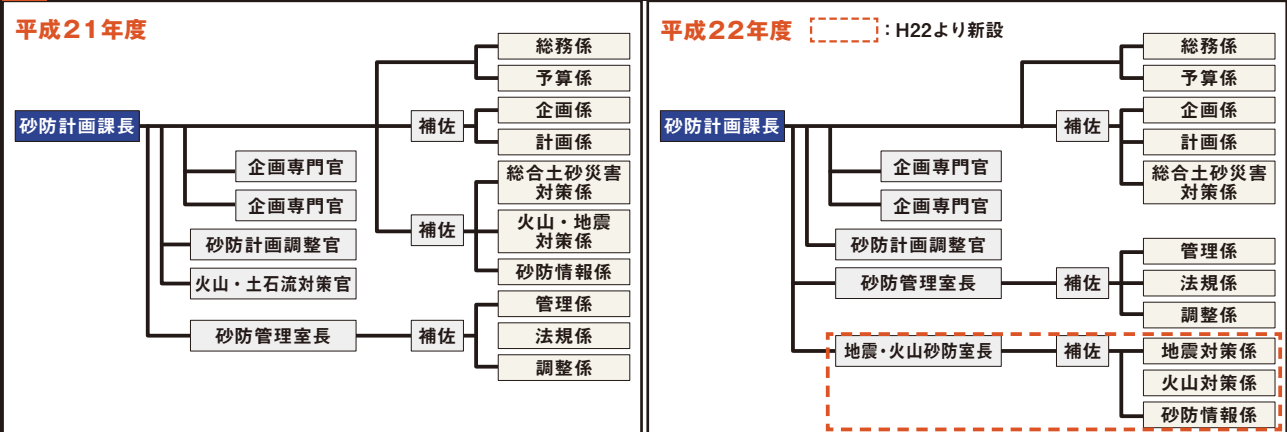 平成21年度
砂防計画課長
企画専門官
企画専門官
砂防計画調整官
火山・土石流対策官
砂防管理室長
補佐
補佐
補佐
総務係
予算係
企画係
計画係
総合土砂災害
対策係
火山・地震
対策係
砂防情報係
管理係
法規係
調整係
平成22年度
：H22より新設
砂防計画課長
企画専門官
企画専門官
砂防計画調整官
砂防管理室長
地震・火山砂防室長
補佐
補佐
補佐
総務係
予算係
企画係
計画係
総合土砂災害
対策係
管理係
法規係
調整係
地震対策係
火山対策係
砂防情報係